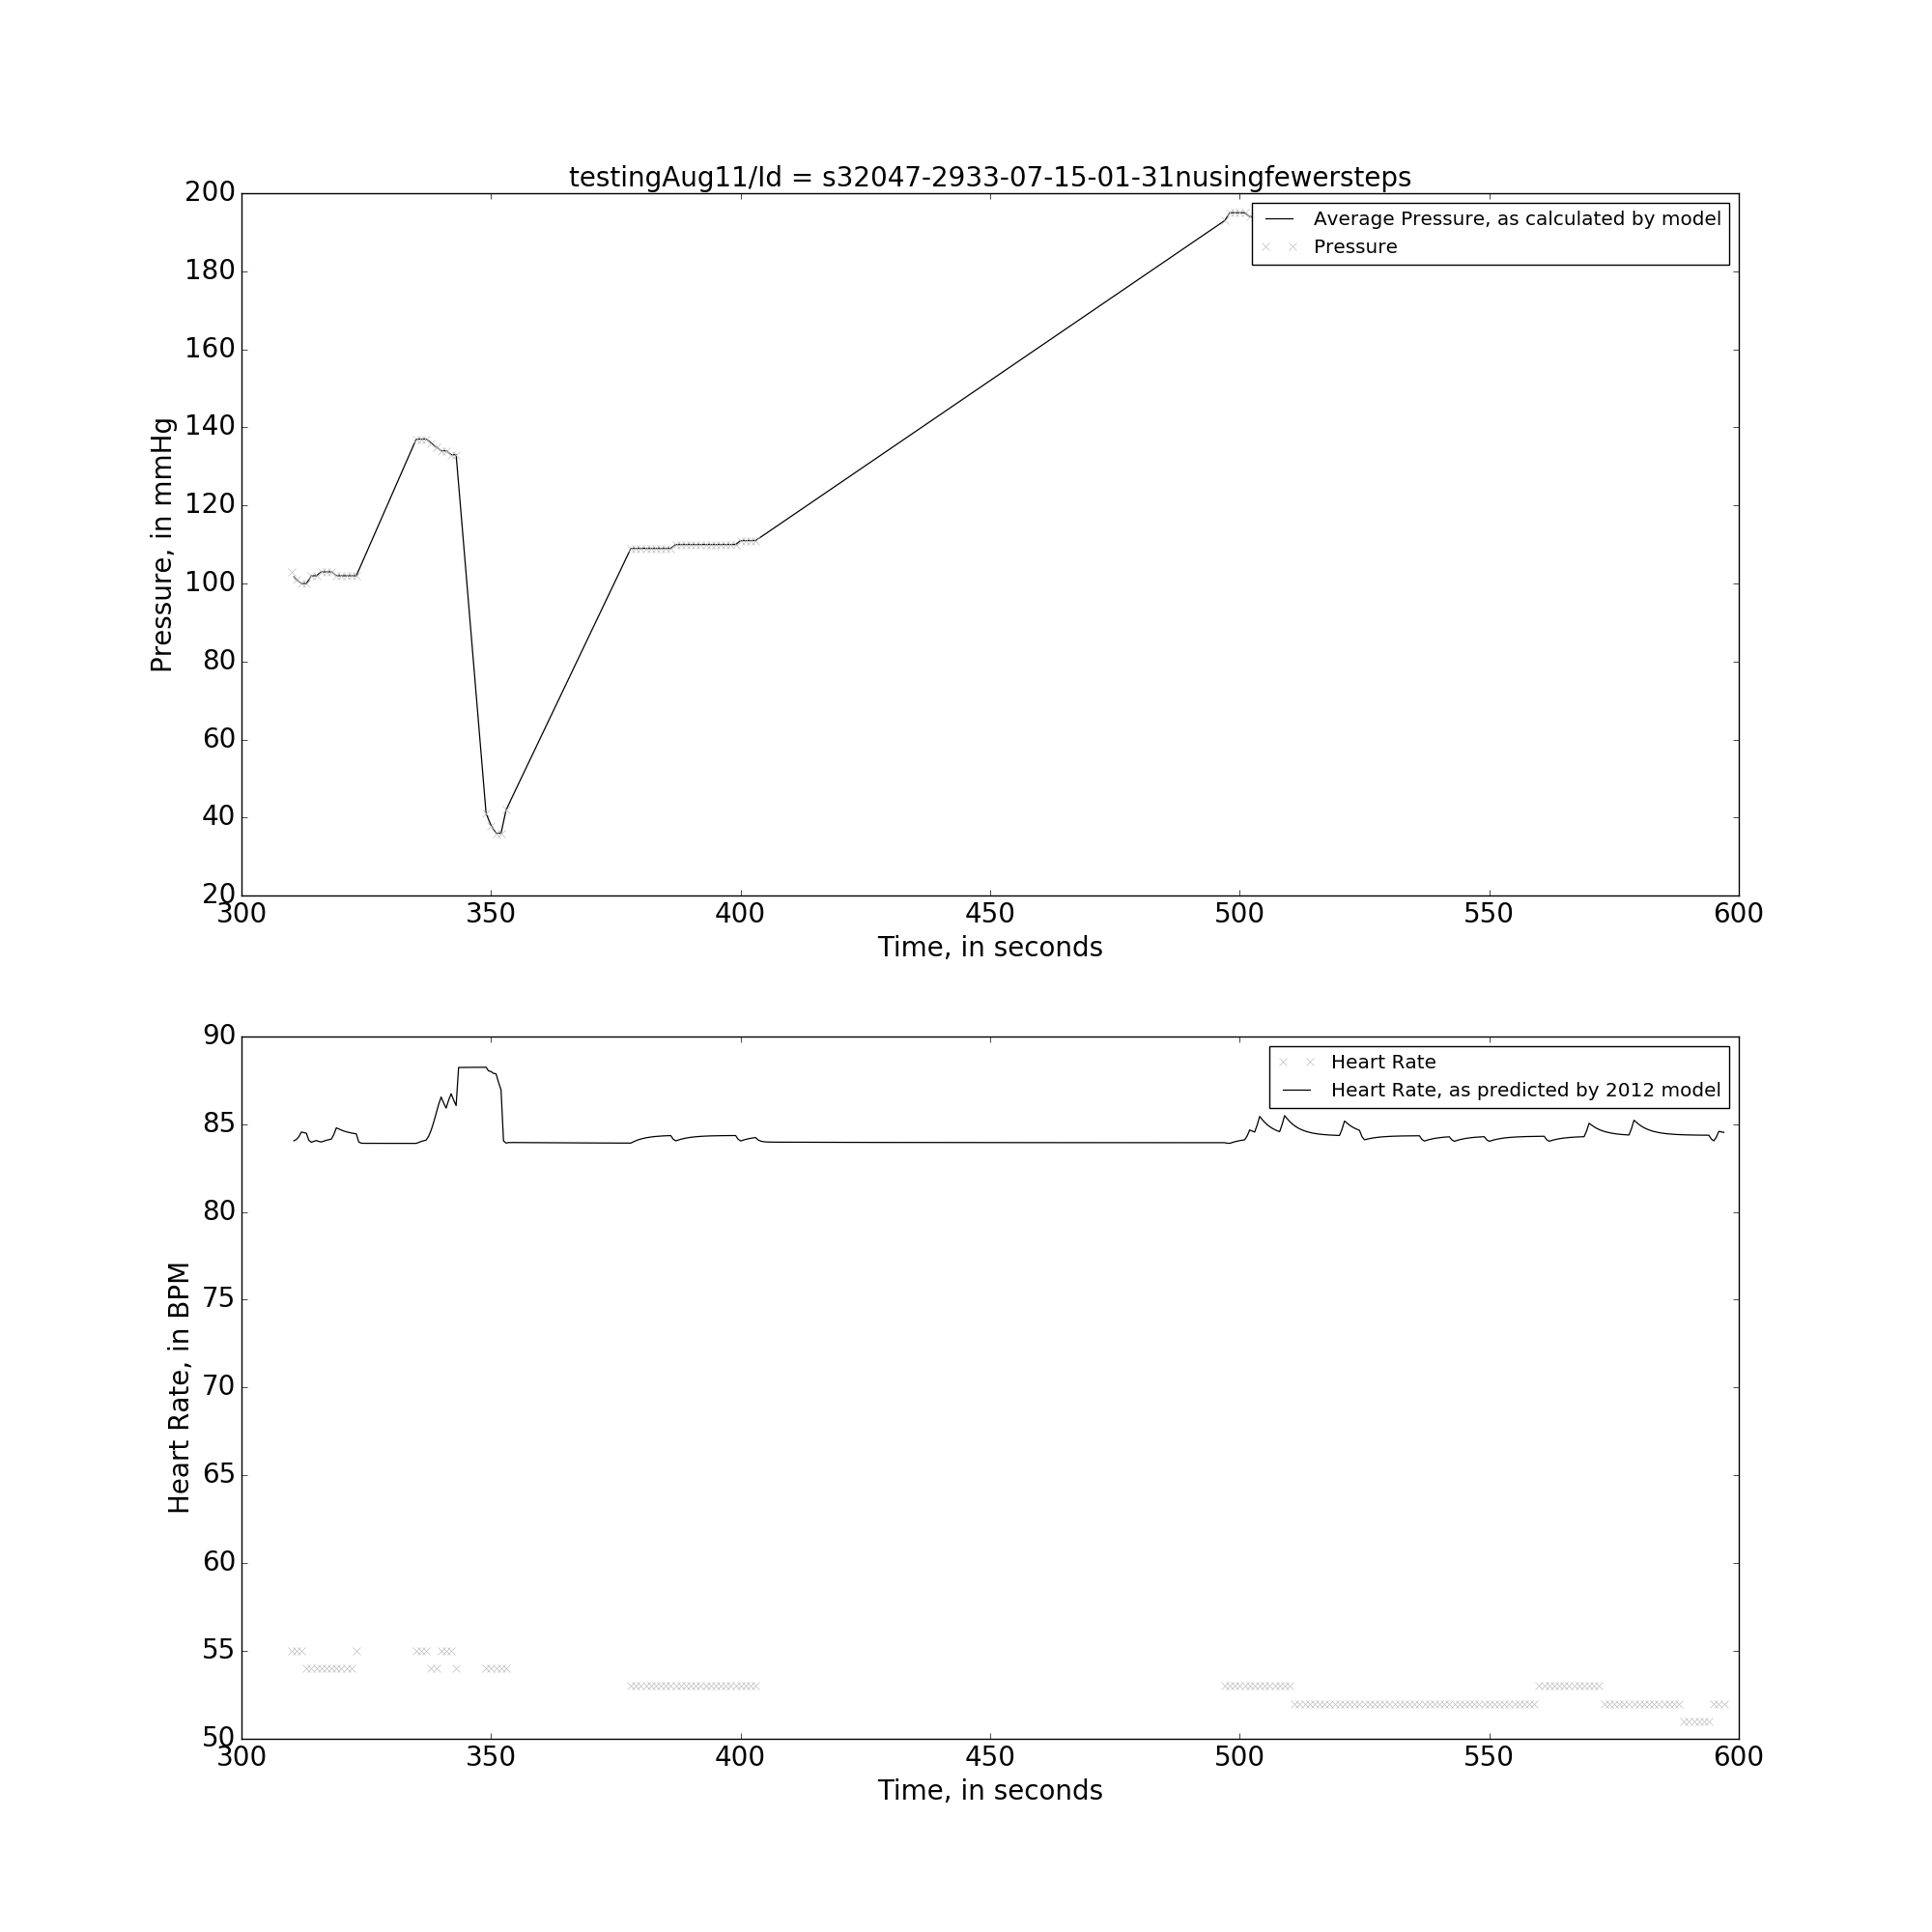 testingAug11/Id = s32047-2933-07-15-01-31nusingfewersteps
200
180
160
140
120
100
80
60
40
20
Pressure, in mmHg
Average Pressure, as calculated by model
Pressure
300 350 400 450 500 550 600
Time, in seconds
90
85
80
75
70
65
60
55
50
Heart Rate, in BPM
Heart Rate
Heart Rate, as predicted by 2012 model
300 350 400 450 500 550 600
Time, in seconds